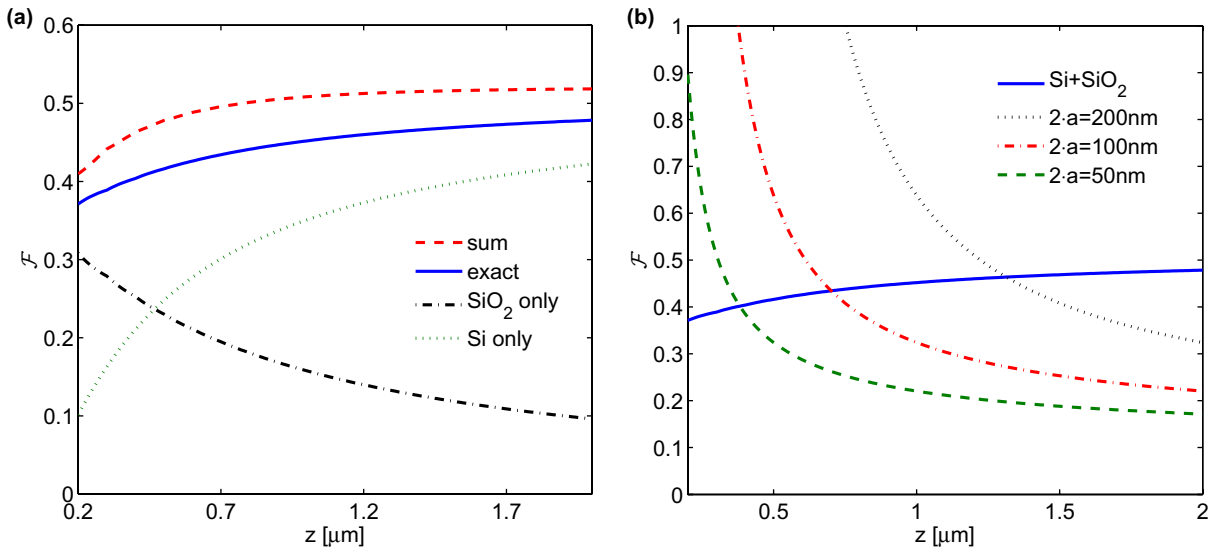 (a)
0.6
0.5
0.4
0.3
0.2
0.1
0
ℱ
sum
exact
SiO₂ only
Si only
0.2 0.7 1.2 1.7
z [μm]
(b)
1
0.9
0.8
0.7
0.6
0.5
0.4
0.3
0.2
0.1
0
ℱ
Si+SiO₂
2·a=200nm
2·a=100nm
2·a=50nm
0.5 1 1.5 2
z [μm]